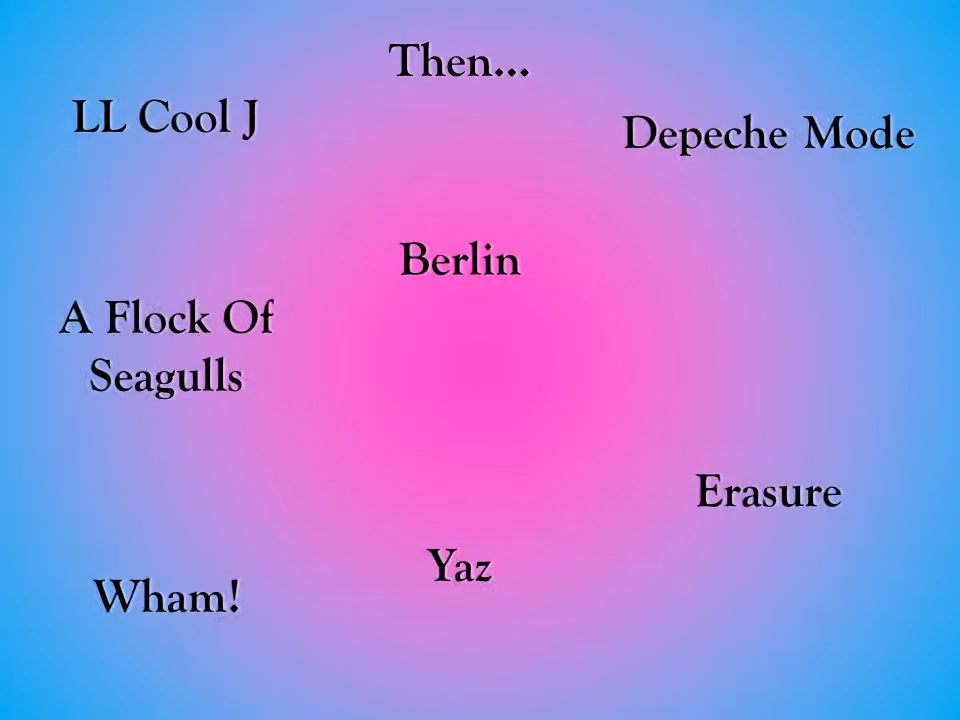 Then...
LL Cool J
Depeche Mode
Berlin
A Flock Of
Seagulls
Erasure
Yaz
Wham!